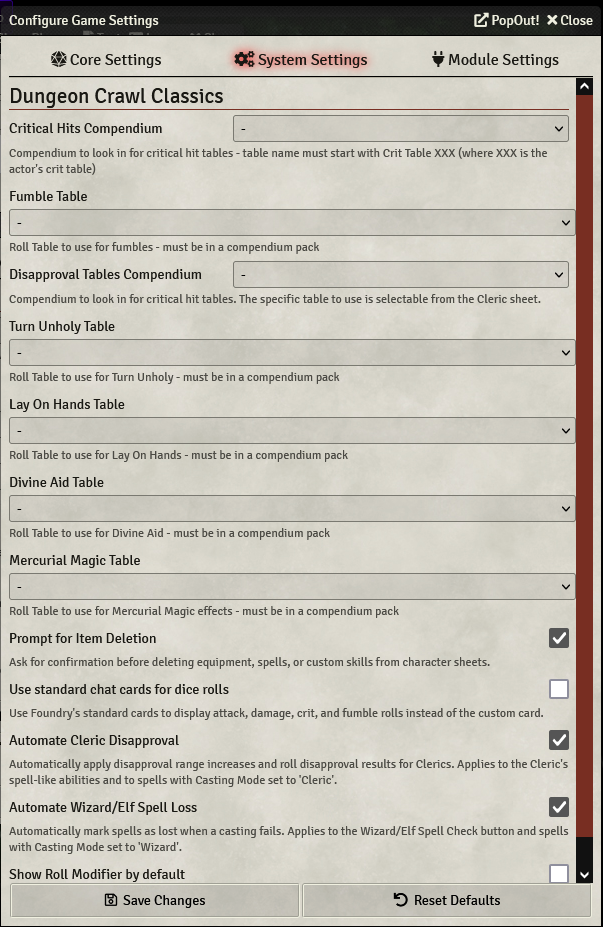 Configure Game Settings
PopOut!
Close
Core Settings
System Settings
Module Settings
Dungeon Crawl Classics
Critical Hits Compendium
-
Compendium to look in for critical hit tables - table name must start with Crit Table XXX (where XXX is the
actor's crit table)
Fumble Table
-
Roll Table to use for fumbles - must be in a compendium pack
Disapproval Tables Compendium
-
Compendium to look in for critical hit tables. The specific table to use is selectable from the Cleric sheet.
Turn Unholy Table
-
Roll Table to use for Turn Unholy - must be in a compendium pack
Lay On Hands Table
-
Roll Table to use for Lay On Hands - must be in a compendium pack
Divine Aid Table
-
Roll Table to use for Divine Aid - must be in a compendium pack
Mercurial Magic Table
-
Roll Table to use for Mercurial Magic effects - must be in a compendium pack
Prompt for Item Deletion
Ask for confirmation before deleting equipment, spells, or custom skills from character sheets.
Use standard chat cards for dice rolls
Use Foundry's standard cards to display attack, damage, crit, and fumble rolls instead of the custom card.
Automate Cleric Disapproval
Automatically apply disapproval range increases and roll disapproval results for Clerics. Applies to the Cleric's
spell-like abilities and to spells with Casting Mode set to 'Cleric'.
Automate Wizard/Elf Spell Loss
Automatically mark spells as lost when a casting fails. Applies to the Wizard/Elf Spell Check button and spells
with Casting Mode set to 'Wizard'.
Show Roll Modifier by default
Save Changes
Reset Defaults